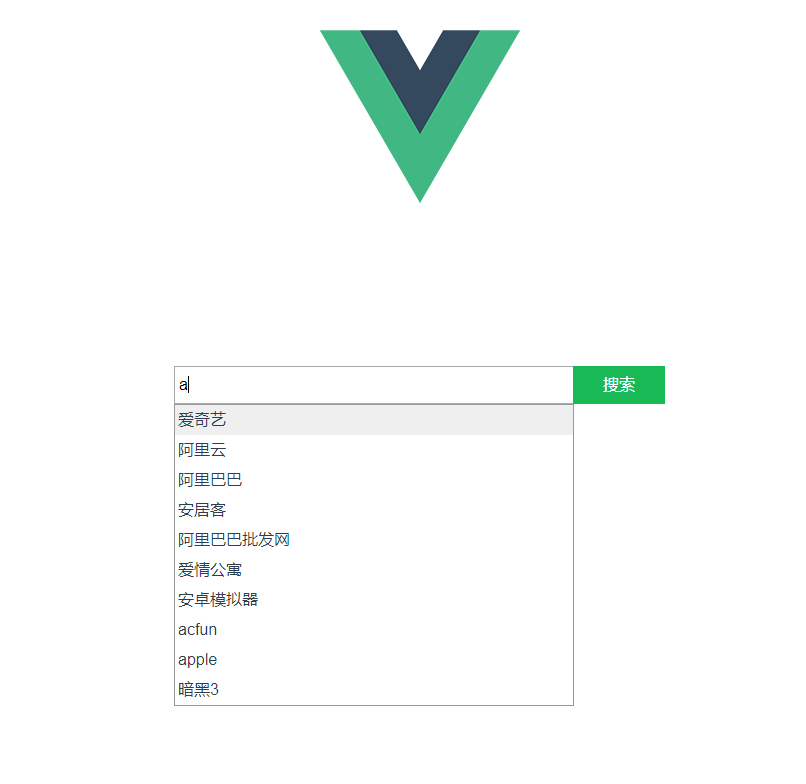 a
搜索
爱奇艺
阿里云
阿里巴巴
安居客
阿里巴巴批发网
爱情公寓
安卓模拟器
acfun
apple
暗黑3